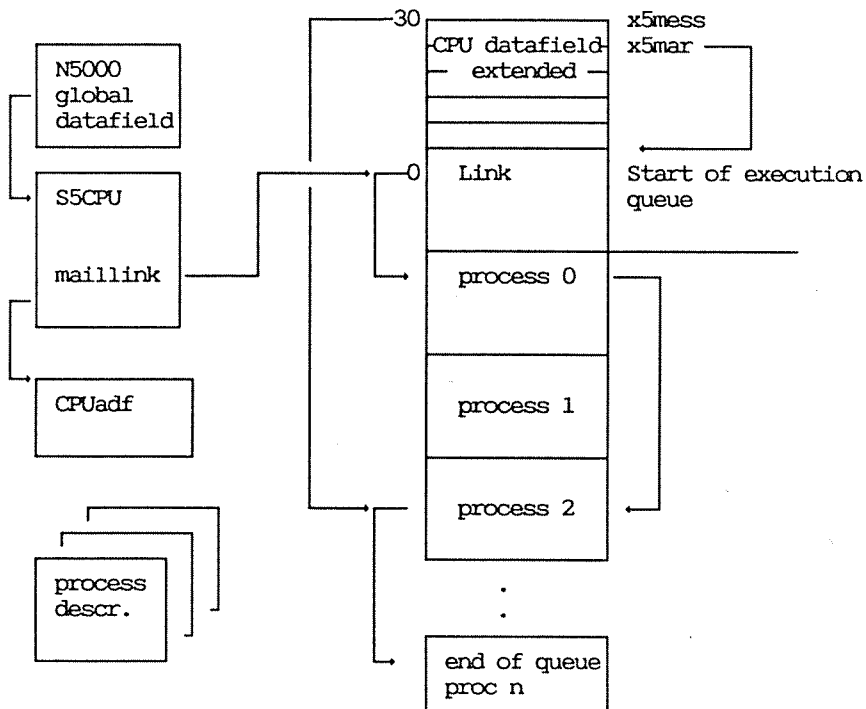 N5000
global
datafield
S5CPU
maillink
CPUadf
process
descr.
-30
x5mess
CPU datafield
x5mar
extended
0
Link
Start of execution
queue
process 0
process 1
process 2
.
.
end of queue
proc n